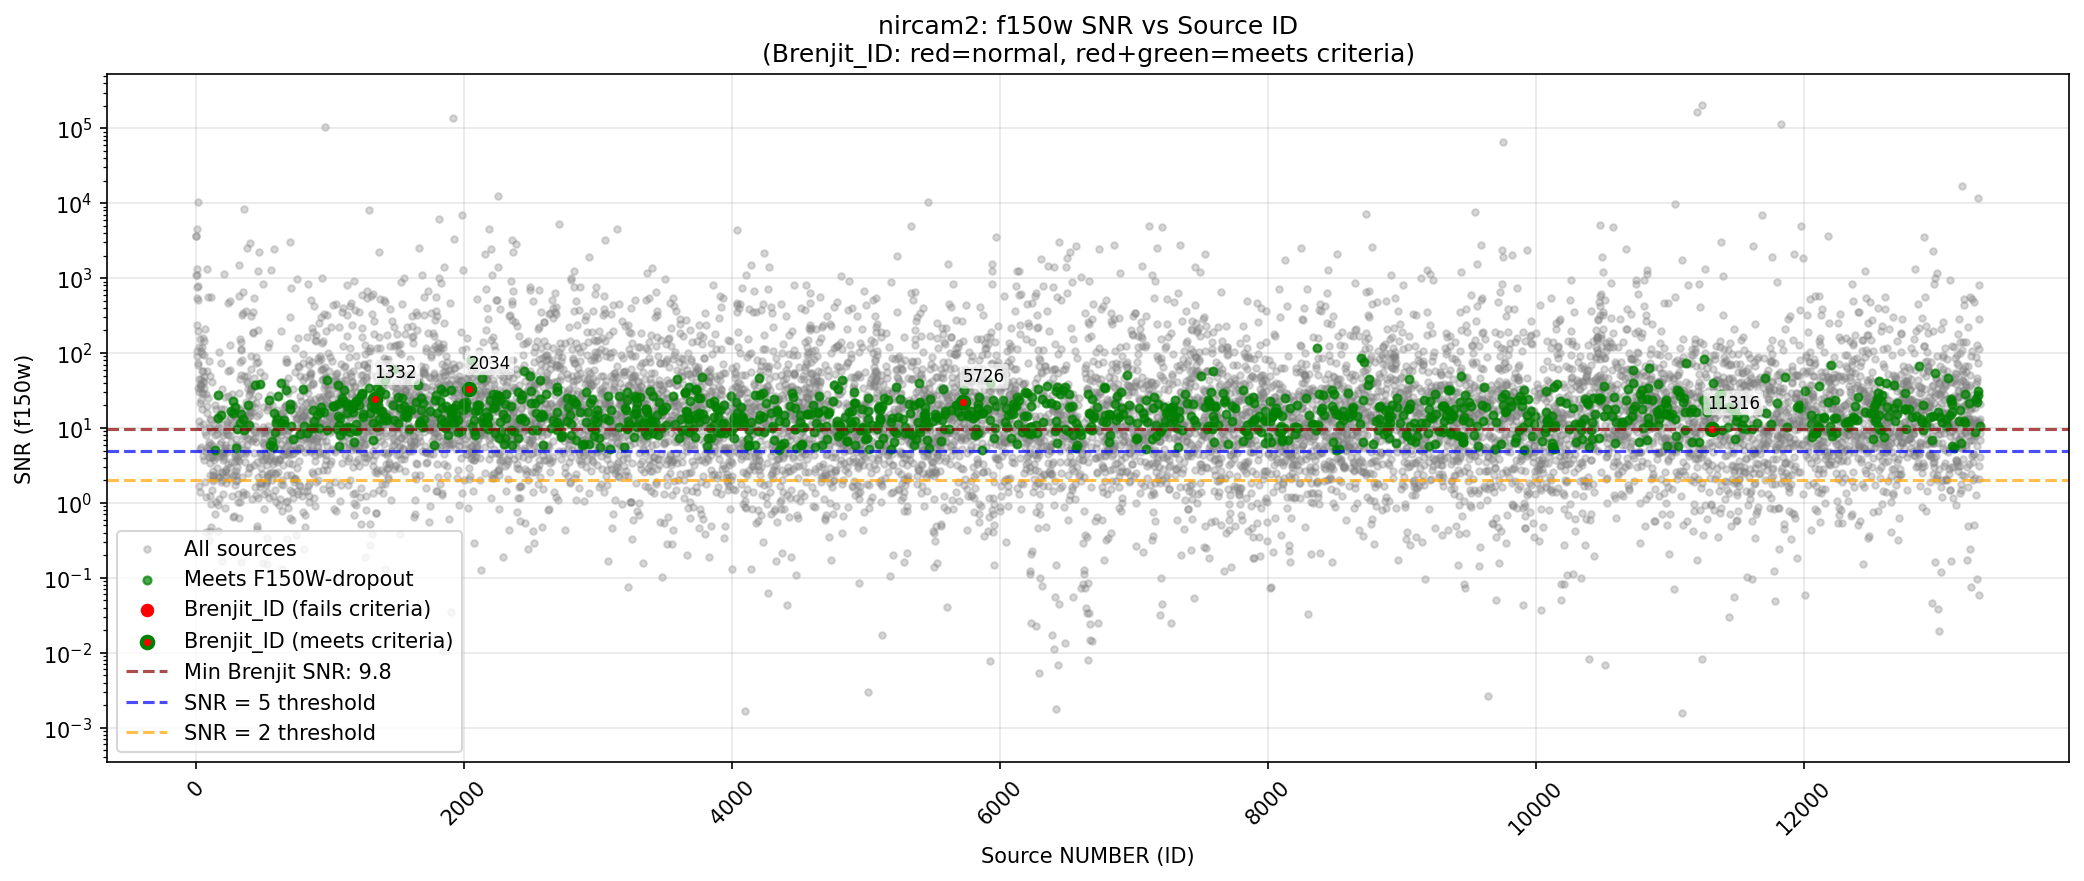 nircam2: f150w SNR vs Source ID
(Brenjit_ID: red=normal, red+green=meets criteria)
SNR (f150w)
10^5
10^4
10^3
10^2
10^1
10^0
10^−1
10^−2
10^−3
1332
2034
5726
11316
All sources
Meets F150W-dropout
Brenjit_ID (fails criteria)
Brenjit_ID (meets criteria)
Min Brenjit SNR: 9.8
SNR = 5 threshold
SNR = 2 threshold
0
2000
4000
6000
8000
10000
12000
Source NUMBER (ID)